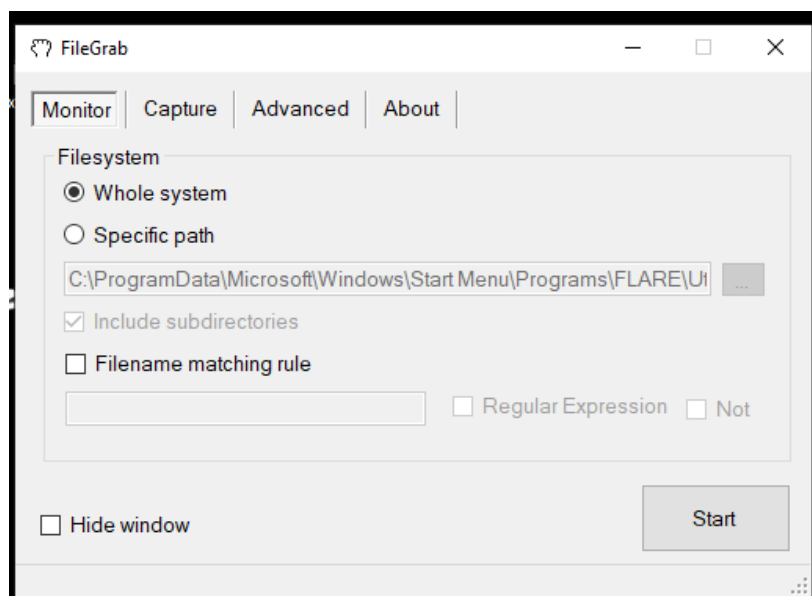 FileGrab
Monitor Capture Advanced About
Filesystem
Whole system
Specific path
C:\ProgramData\Microsoft\Windows\Start Menu\Programs\FLARE\Ut
...
Include subdirectories
Filename matching rule
Regular Expression Not
Hide window
Start